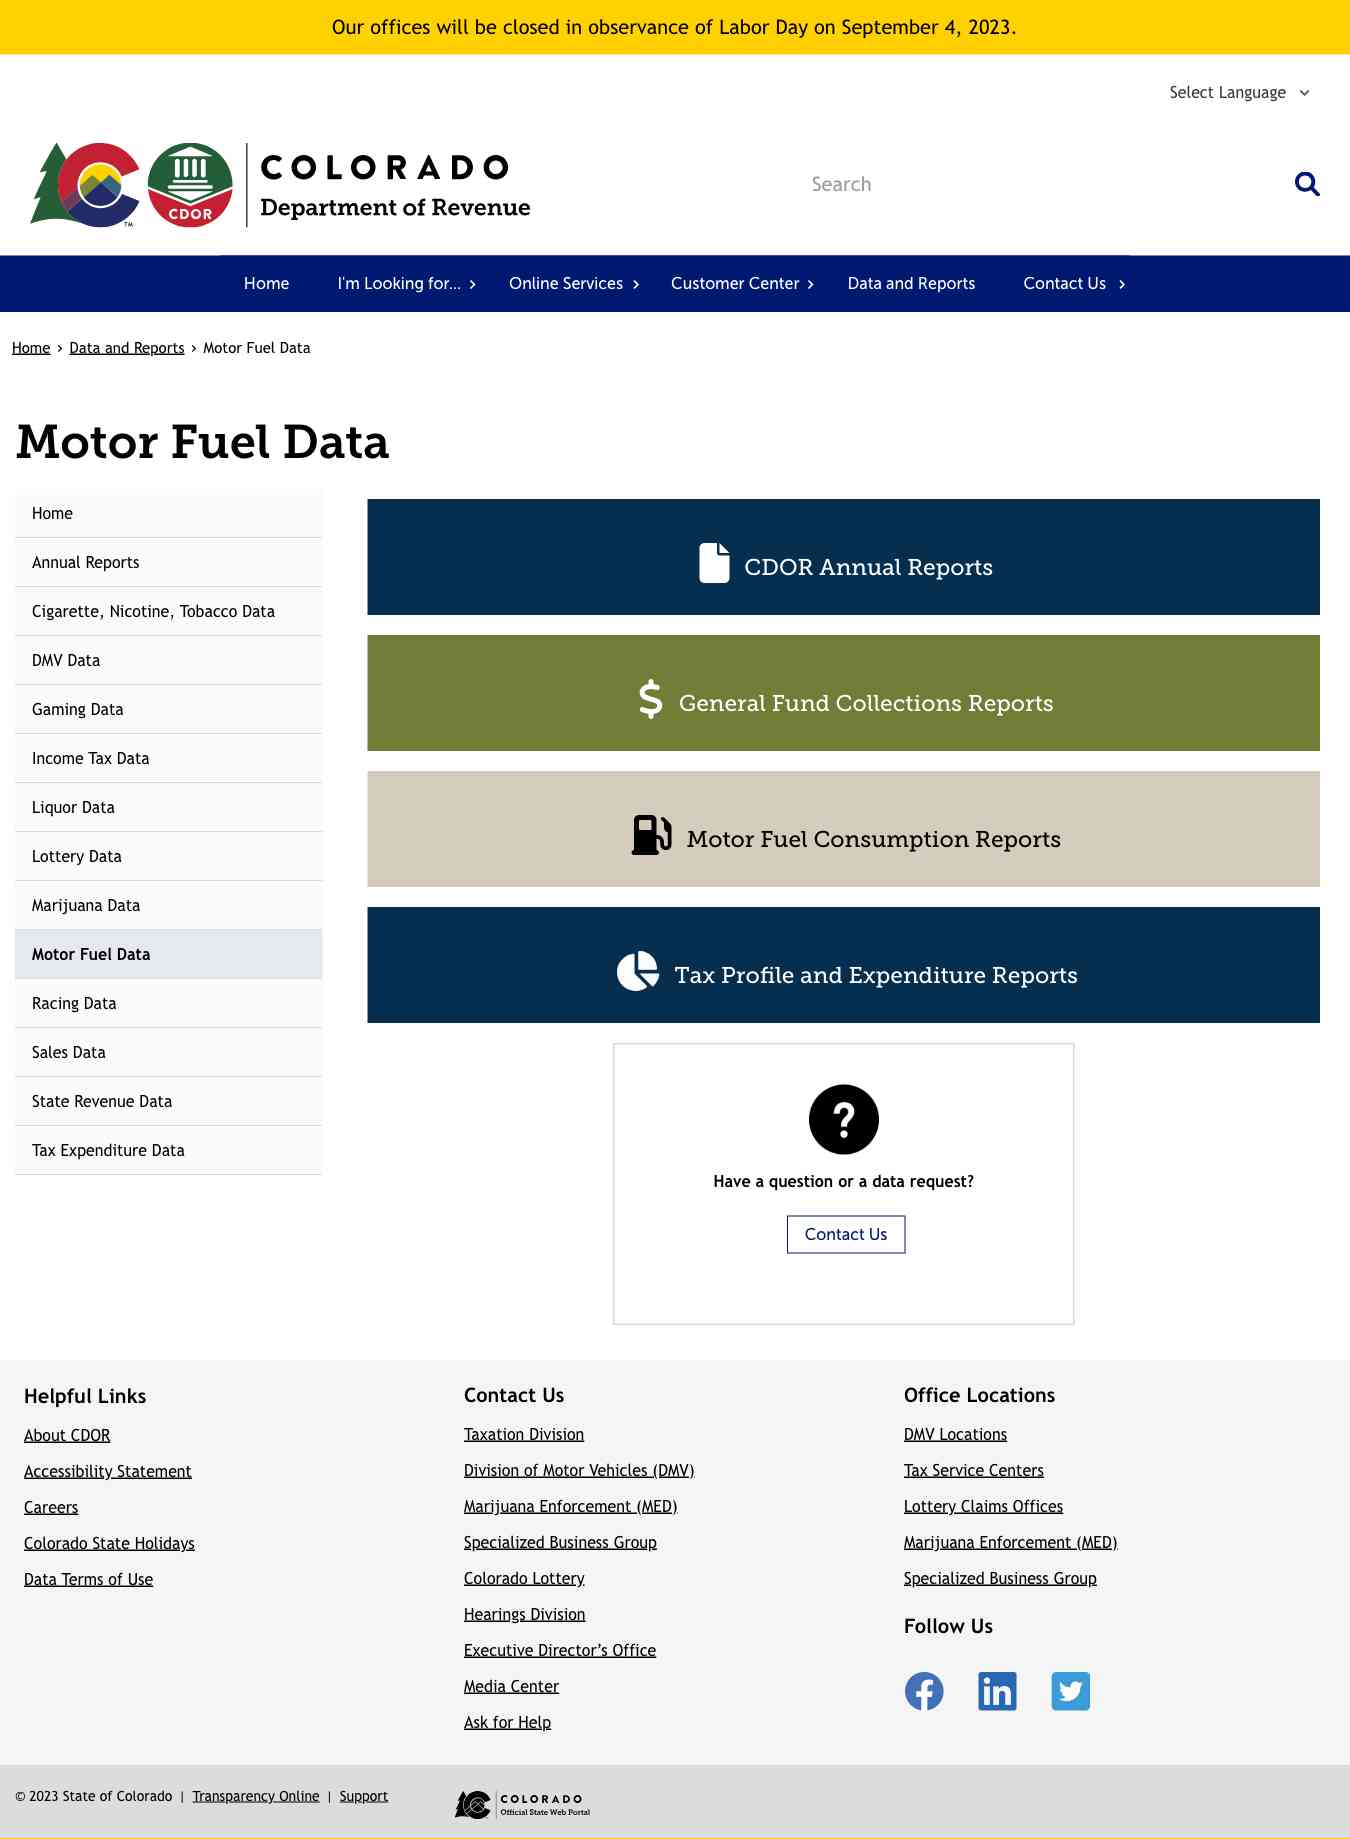 Our offices will be closed in observance of Labor Day on September 4, 2023.
Select Language
COLORADO
Department of Revenue
CDOR
TM
Search
Home
I'm Looking for...
Online Services
Customer Center
Data and Reports
Contact Us
Home › Data and Reports › Motor Fuel Data
Motor Fuel Data
Home
Annual Reports
Cigarette, Nicotine, Tobacco Data
DMV Data
Gaming Data
Income Tax Data
Liquor Data
Lottery Data
Marijuana Data
Motor Fuel Data
Racing Data
Sales Data
State Revenue Data
Tax Expenditure Data
CDOR Annual Reports
$ General Fund Collections Reports
Motor Fuel Consumption Reports
Tax Profile and Expenditure Reports
?
Have a question or a data request?
Contact Us
Helpful Links
About CDOR
Accessibility Statement
Careers
Colorado State Holidays
Data Terms of Use
Contact Us
Taxation Division
Division of Motor Vehicles (DMV)
Marijuana Enforcement (MED)
Specialized Business Group
Colorado Lottery
Hearings Division
Executive Director’s Office
Media Center
Ask for Help
Office Locations
DMV Locations
Tax Service Centers
Lottery Claims Offices
Marijuana Enforcement (MED)
Specialized Business Group
Follow Us
© 2023 State of Colorado | Transparency Online | Support
COLORADO
Official State Web Portal